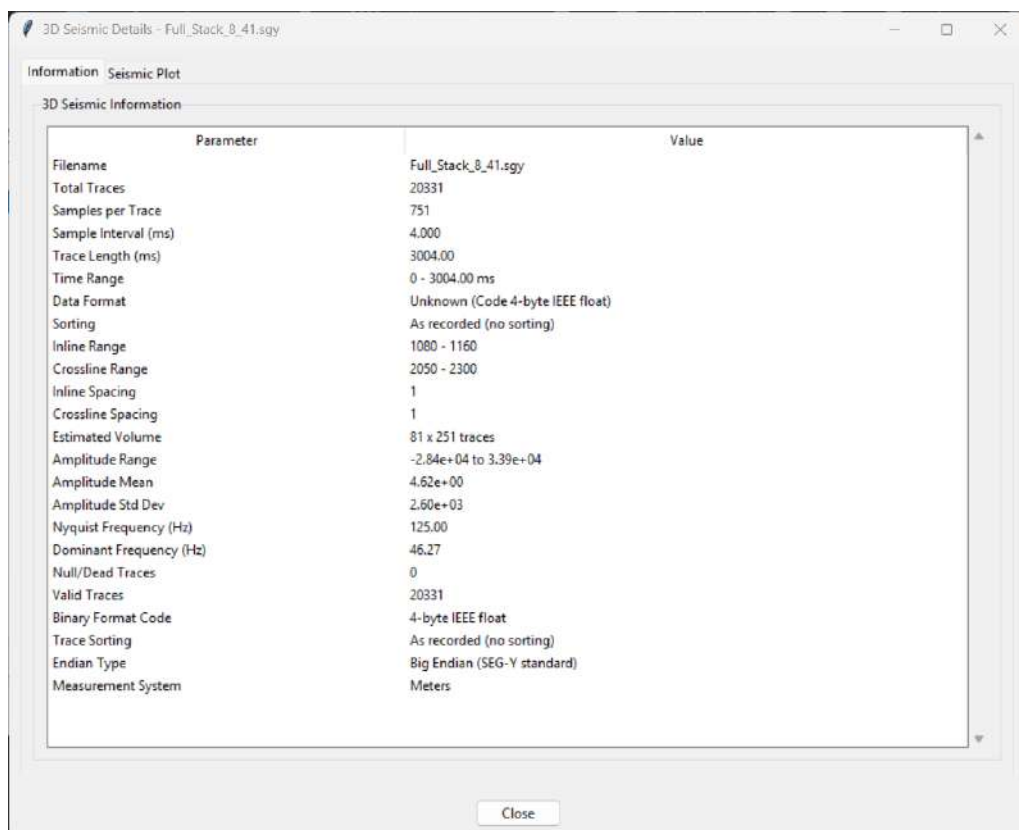 3D Seismic Details - Full_Stack_8_41.sgy
Information Seismic Plot
3D Seismic Information
Parameter Value
Filename Full_Stack_8_41.sgy
Total Traces 20331
Samples per Trace 751
Sample Interval (ms) 4.000
Trace Length (ms) 3004.00
Time Range 0 - 3004.00 ms
Data Format Unknown (Code 4-byte IEEE float)
Sorting As recorded (no sorting)
Inline Range 1080 - 1160
Crossline Range 2050 - 2300
Inline Spacing 1
Crossline Spacing 1
Estimated Volume 81 x 251 traces
Amplitude Range -2.84e+04 to 3.39e+04
Amplitude Mean 4.62e+00
Amplitude Std Dev 2.60e+03
Nyquist Frequency (Hz) 125.00
Dominant Frequency (Hz) 46.27
Null/Dead Traces 0
Valid Traces 20331
Binary Format Code 4-byte IEEE float
Trace Sorting As recorded (no sorting)
Endian Type Big Endian (SEG-Y standard)
Measurement System Meters
Close